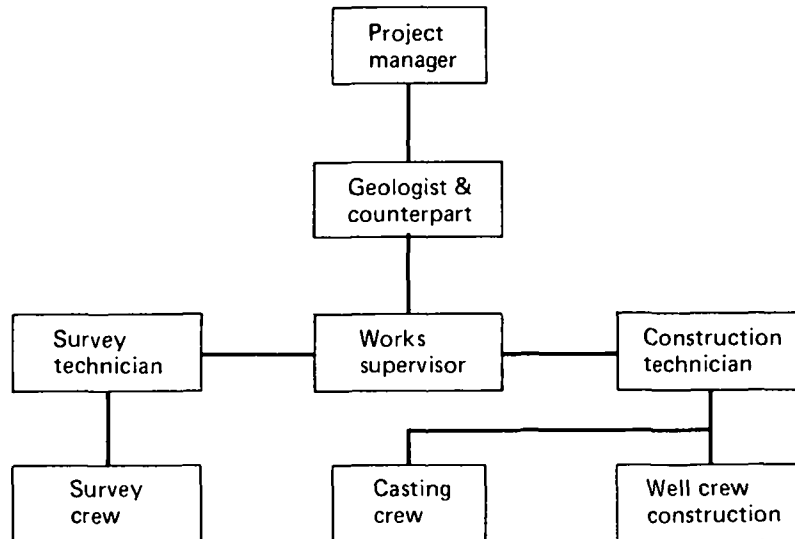 Project
manager
Geologist &
counterpart
Survey
technician
Works
supervisor
Construction
technician
Survey
crew
Casting
crew
Well crew
construction